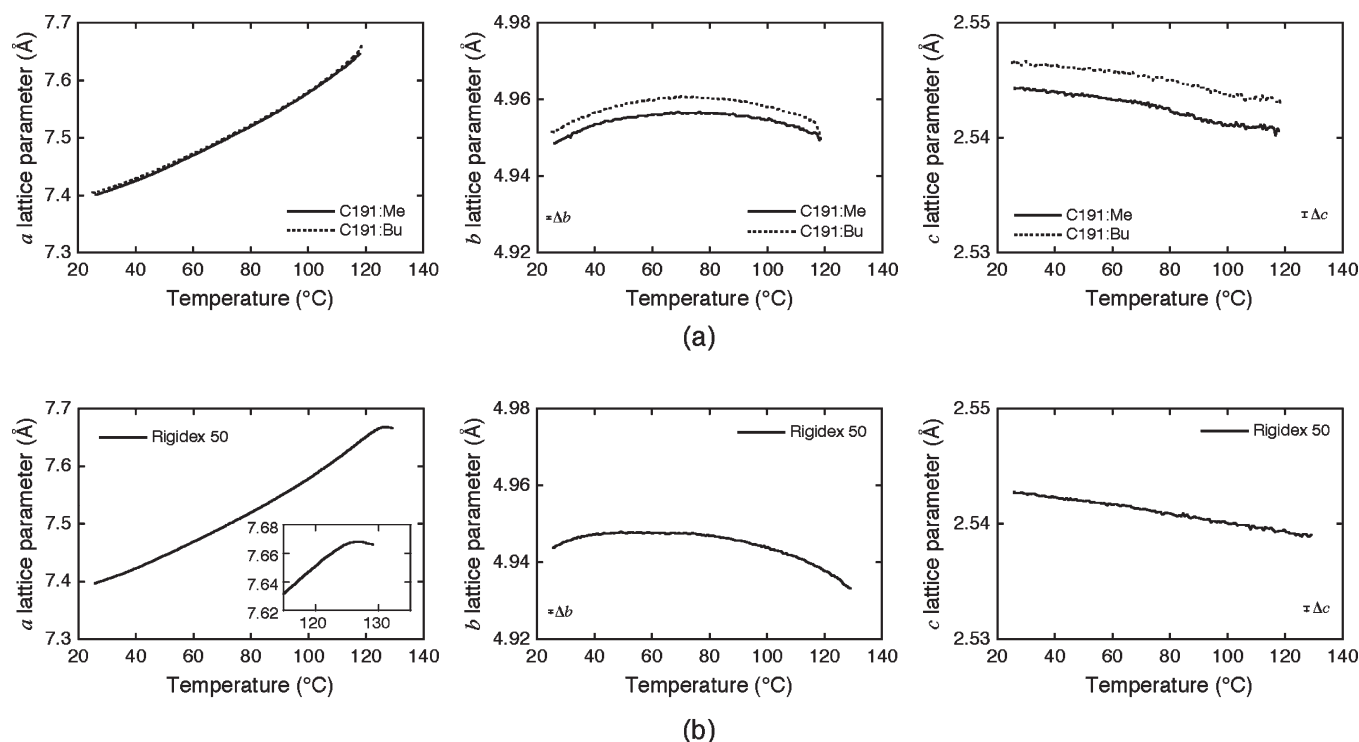 7.7
7.6
7.5
7.4
7.3
20 40 60 80 100 120 140
a lattice parameter (Å)
Temperature (°C)
C191:Me
C191:Bu
4.98
4.96
4.94
4.92
20 40 60 80 100 120 140
b lattice parameter (Å)
Temperature (°C)
Δb
C191:Me
C191:Bu
2.55
2.54
2.53
20 40 60 80 100 120 140
c lattice parameter (Å)
Temperature (°C)
C191:Me
C191:Bu
Δc
(a)
7.7
7.6
7.5
7.4
7.3
20 40 60 80 100 120 140
a lattice parameter (Å)
Temperature (°C)
Rigidex 50
7.68
7.66
7.64
7.62
120 130
4.98
4.96
4.94
4.92
20 40 60 80 100 120 140
b lattice parameter (Å)
Temperature (°C)
Rigidex 50
Δb
2.55
2.54
2.53
20 40 60 80 100 120 140
c lattice parameter (Å)
Temperature (°C)
Rigidex 50
Δc
(b)